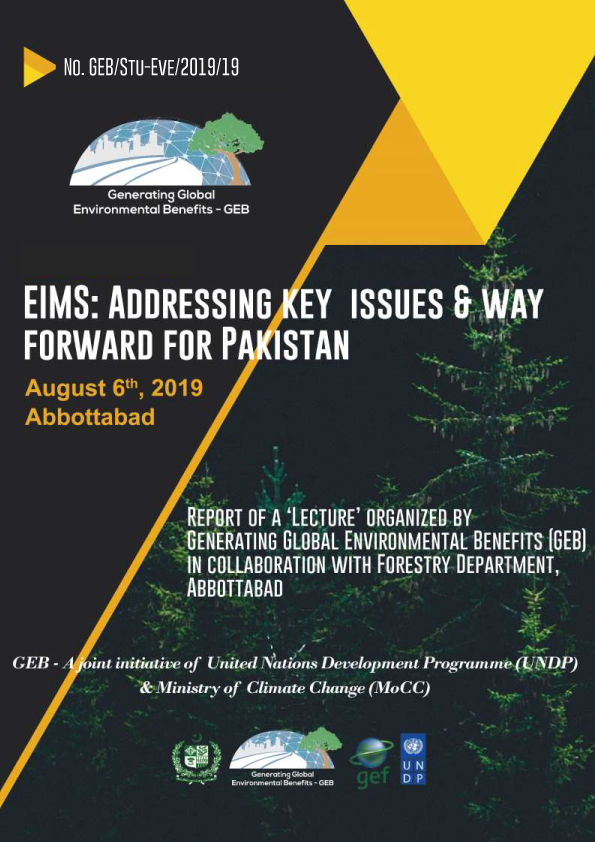 No. GEB/Stu-Eve/2019/19
Generating Global
Environmental Benefits - GEB
EIMS: Addressing key issues & way
forward for Pakistan
August 6th, 2019
Abbottabad
Report of a ‘Lecture’ organized by
Generating Global Environmental Benefits (GEB)
in collaboration with Forestry Department,
Abbottabad
GEB - A joint initiative of United Nations Development Programme (UNDP)
& Ministry of Climate Change (MoCC)
Generating Global
Environmental Benefits - GEB
gef
U N
D P